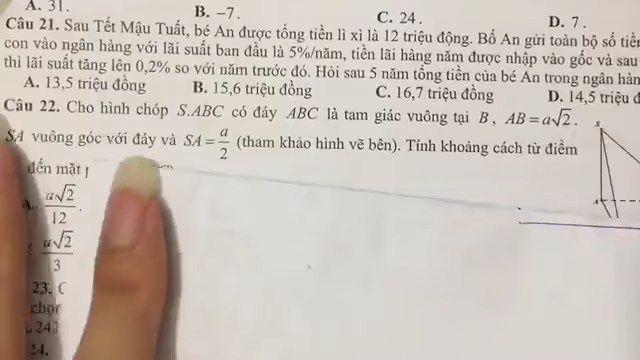 A. 31. B. −7. C. 24. D. 7.
Câu 21. Sau Tết Mậu Tuất, bé An được tổng tiền lì xì là 12 triệu động. Bố An gửi toàn bộ số
con vào ngân hàng với lãi suất ban đầu là 5%/năm, tiền lãi hàng năm được nhập vào gốc và sau
thì lãi suất tăng lên 0,2% so với năm trước đó. Hỏi sau 5 năm tổng tiền của bé An trong ngân
A. 13,5 triệu đồng B. 15,6 triệu đồng C. 16,7 triệu đồng D. 14,5 triệu
Câu 22. Cho hình chóp S.ABC có đáy ABC là tam giác vuông tại B, AB = a√2.
SA vuông góc với đáy và SA = a/2 (tham khảo hình vẽ bên). Tính khoảng cách từ điểm
đến mặt
a√2/12.
a√2/3
23.
chọn
24.
S